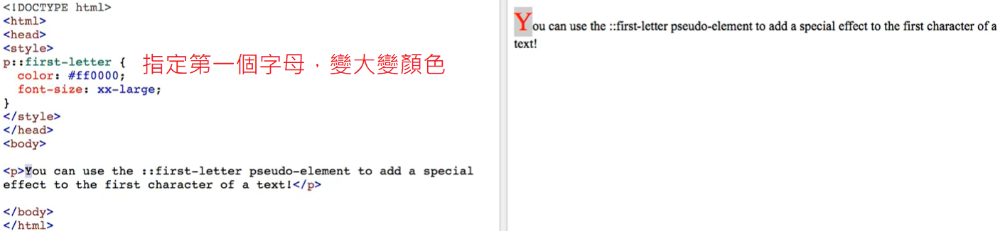 <!DOCTYPE html>
<html>
<head>
<style>
p::first-letter {
指定第一個字母，變大變顏色
color: #ff0000;
font-size: xx-large;
}
</style>
</head>
<body>
<p>You can use the ::first-letter pseudo-element to add a special
effect to the first character of a text!</p>
</body>
</html>
You can use the ::first-letter pseudo-element to add a special effect to the first character of a
text!